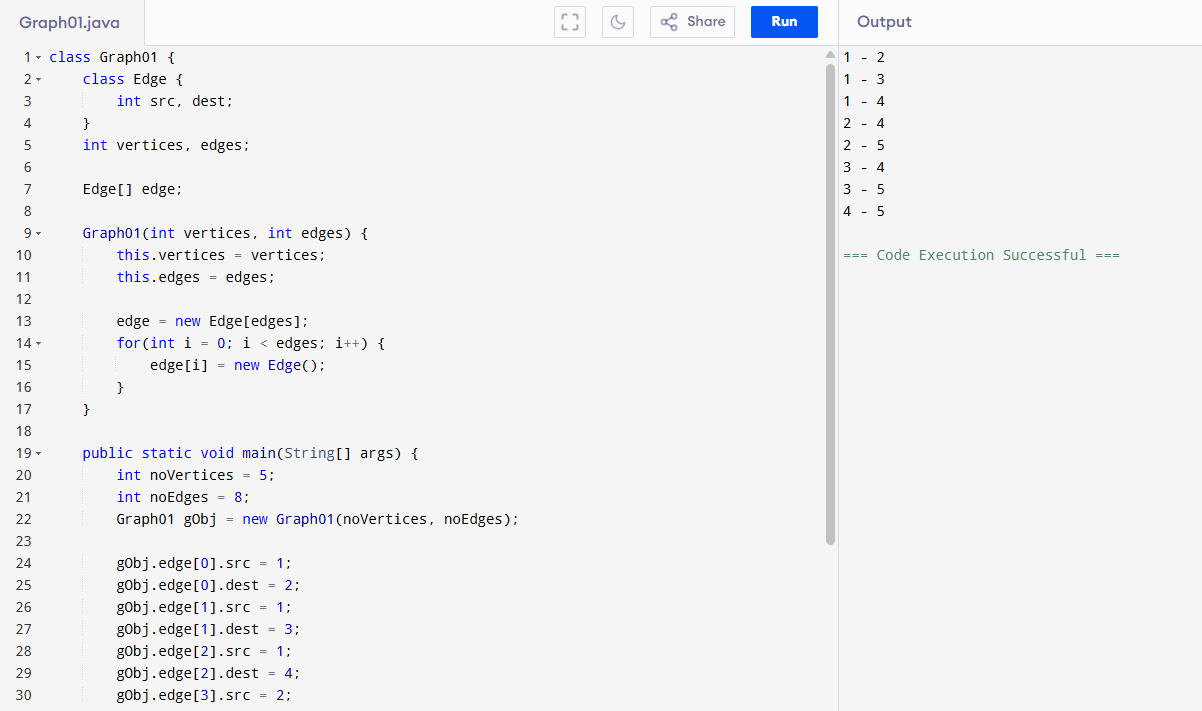 Graph01.java
Share
Run
Output
1 class Graph01 {
2     class Edge {
3         int src, dest;
4     }
5     int vertices, edges;
6
7     Edge[] edge;
8
9     Graph01(int vertices, int edges) {
10         this.vertices = vertices;
11         this.edges = edges;
12
13         edge = new Edge[edges];
14         for(int i = 0; i < edges; i++) {
15             edge[i] = new Edge();
16         }
17     }
18
19     public static void main(String[] args) {
20         int noVertices = 5;
21         int noEdges = 8;
22         Graph01 gObj = new Graph01(noVertices, noEdges);
23
24         gObj.edge[0].src = 1;
25         gObj.edge[0].dest = 2;
26         gObj.edge[1].src = 1;
27         gObj.edge[1].dest = 3;
28         gObj.edge[2].src = 1;
29         gObj.edge[2].dest = 4;
30         gObj.edge[3].src = 2;
1 - 2
1 - 3
1 - 4
2 - 4
2 - 5
3 - 4
3 - 5
4 - 5
=== Code Execution Successful ===